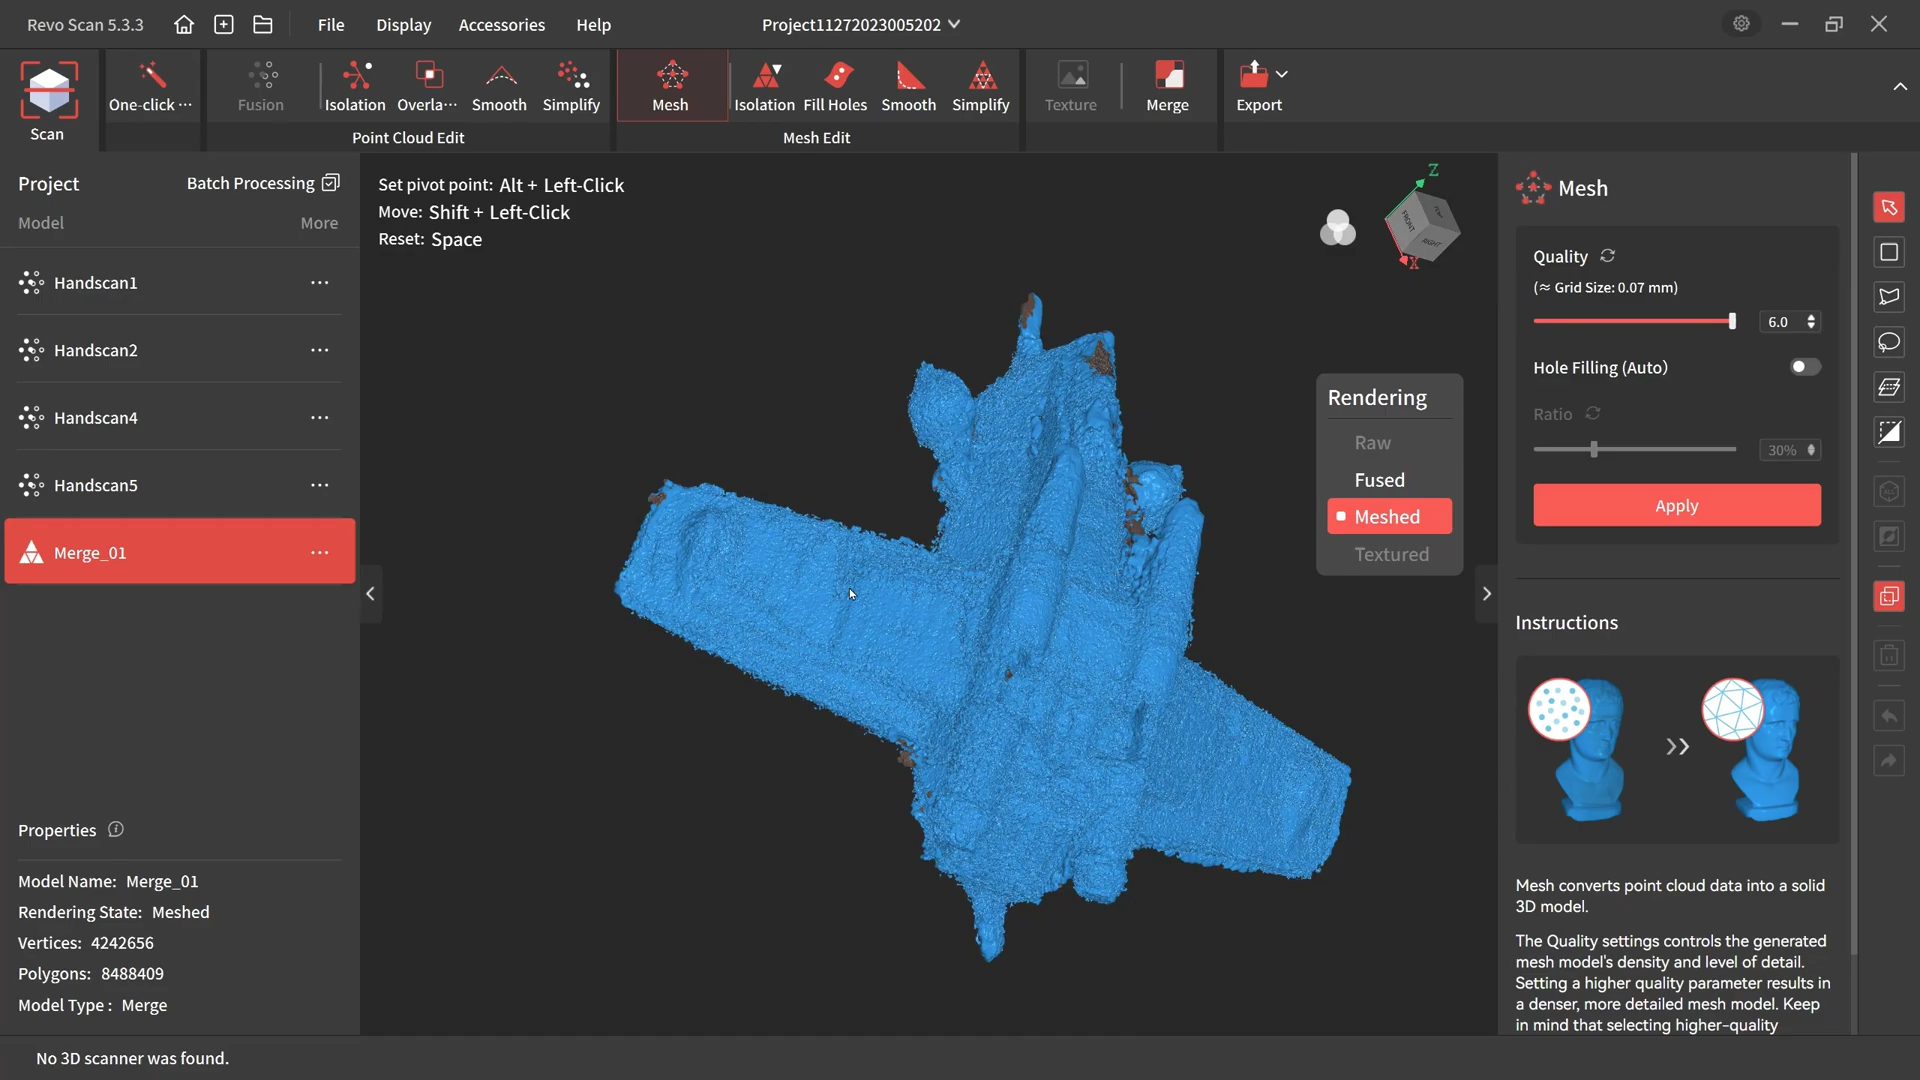 Revo Scan 5.3.3
File
Display
Accessories
Help
Project11272023005202
Scan
One-click ···
Fusion
Isolation
Overla···
Smooth
Simplify
Point Cloud Edit
Mesh
Isolation
Fill Holes
Smooth
Simplify
Mesh Edit
Texture
Merge
Export
Project
Batch Processing
Model
More
Handscan1
Handscan2
Handscan4
Handscan5
Merge_01
Properties
Model Name: Merge_01
Rendering State: Meshed
Vertices: 4242656
Polygons: 8488409
Model Type : Merge
No 3D scanner was found.
Set pivot point: Alt + Left-Click
Move: Shift + Left-Click
Reset: Space
Z
FRONT
RIGHT
X
Rendering
Raw
Fused
Meshed
Textured
Mesh
Quality
(≈ Grid Size: 0.07 mm)
6.0
Hole Filling (Auto)
Ratio
30%
Apply
Instructions
Mesh converts point cloud data into a solid
3D model.
The Quality settings controls the generated
mesh model's density and level of detail.
Setting a higher quality parameter results in
a denser, more detailed mesh model. Keep
in mind that selecting higher-quality